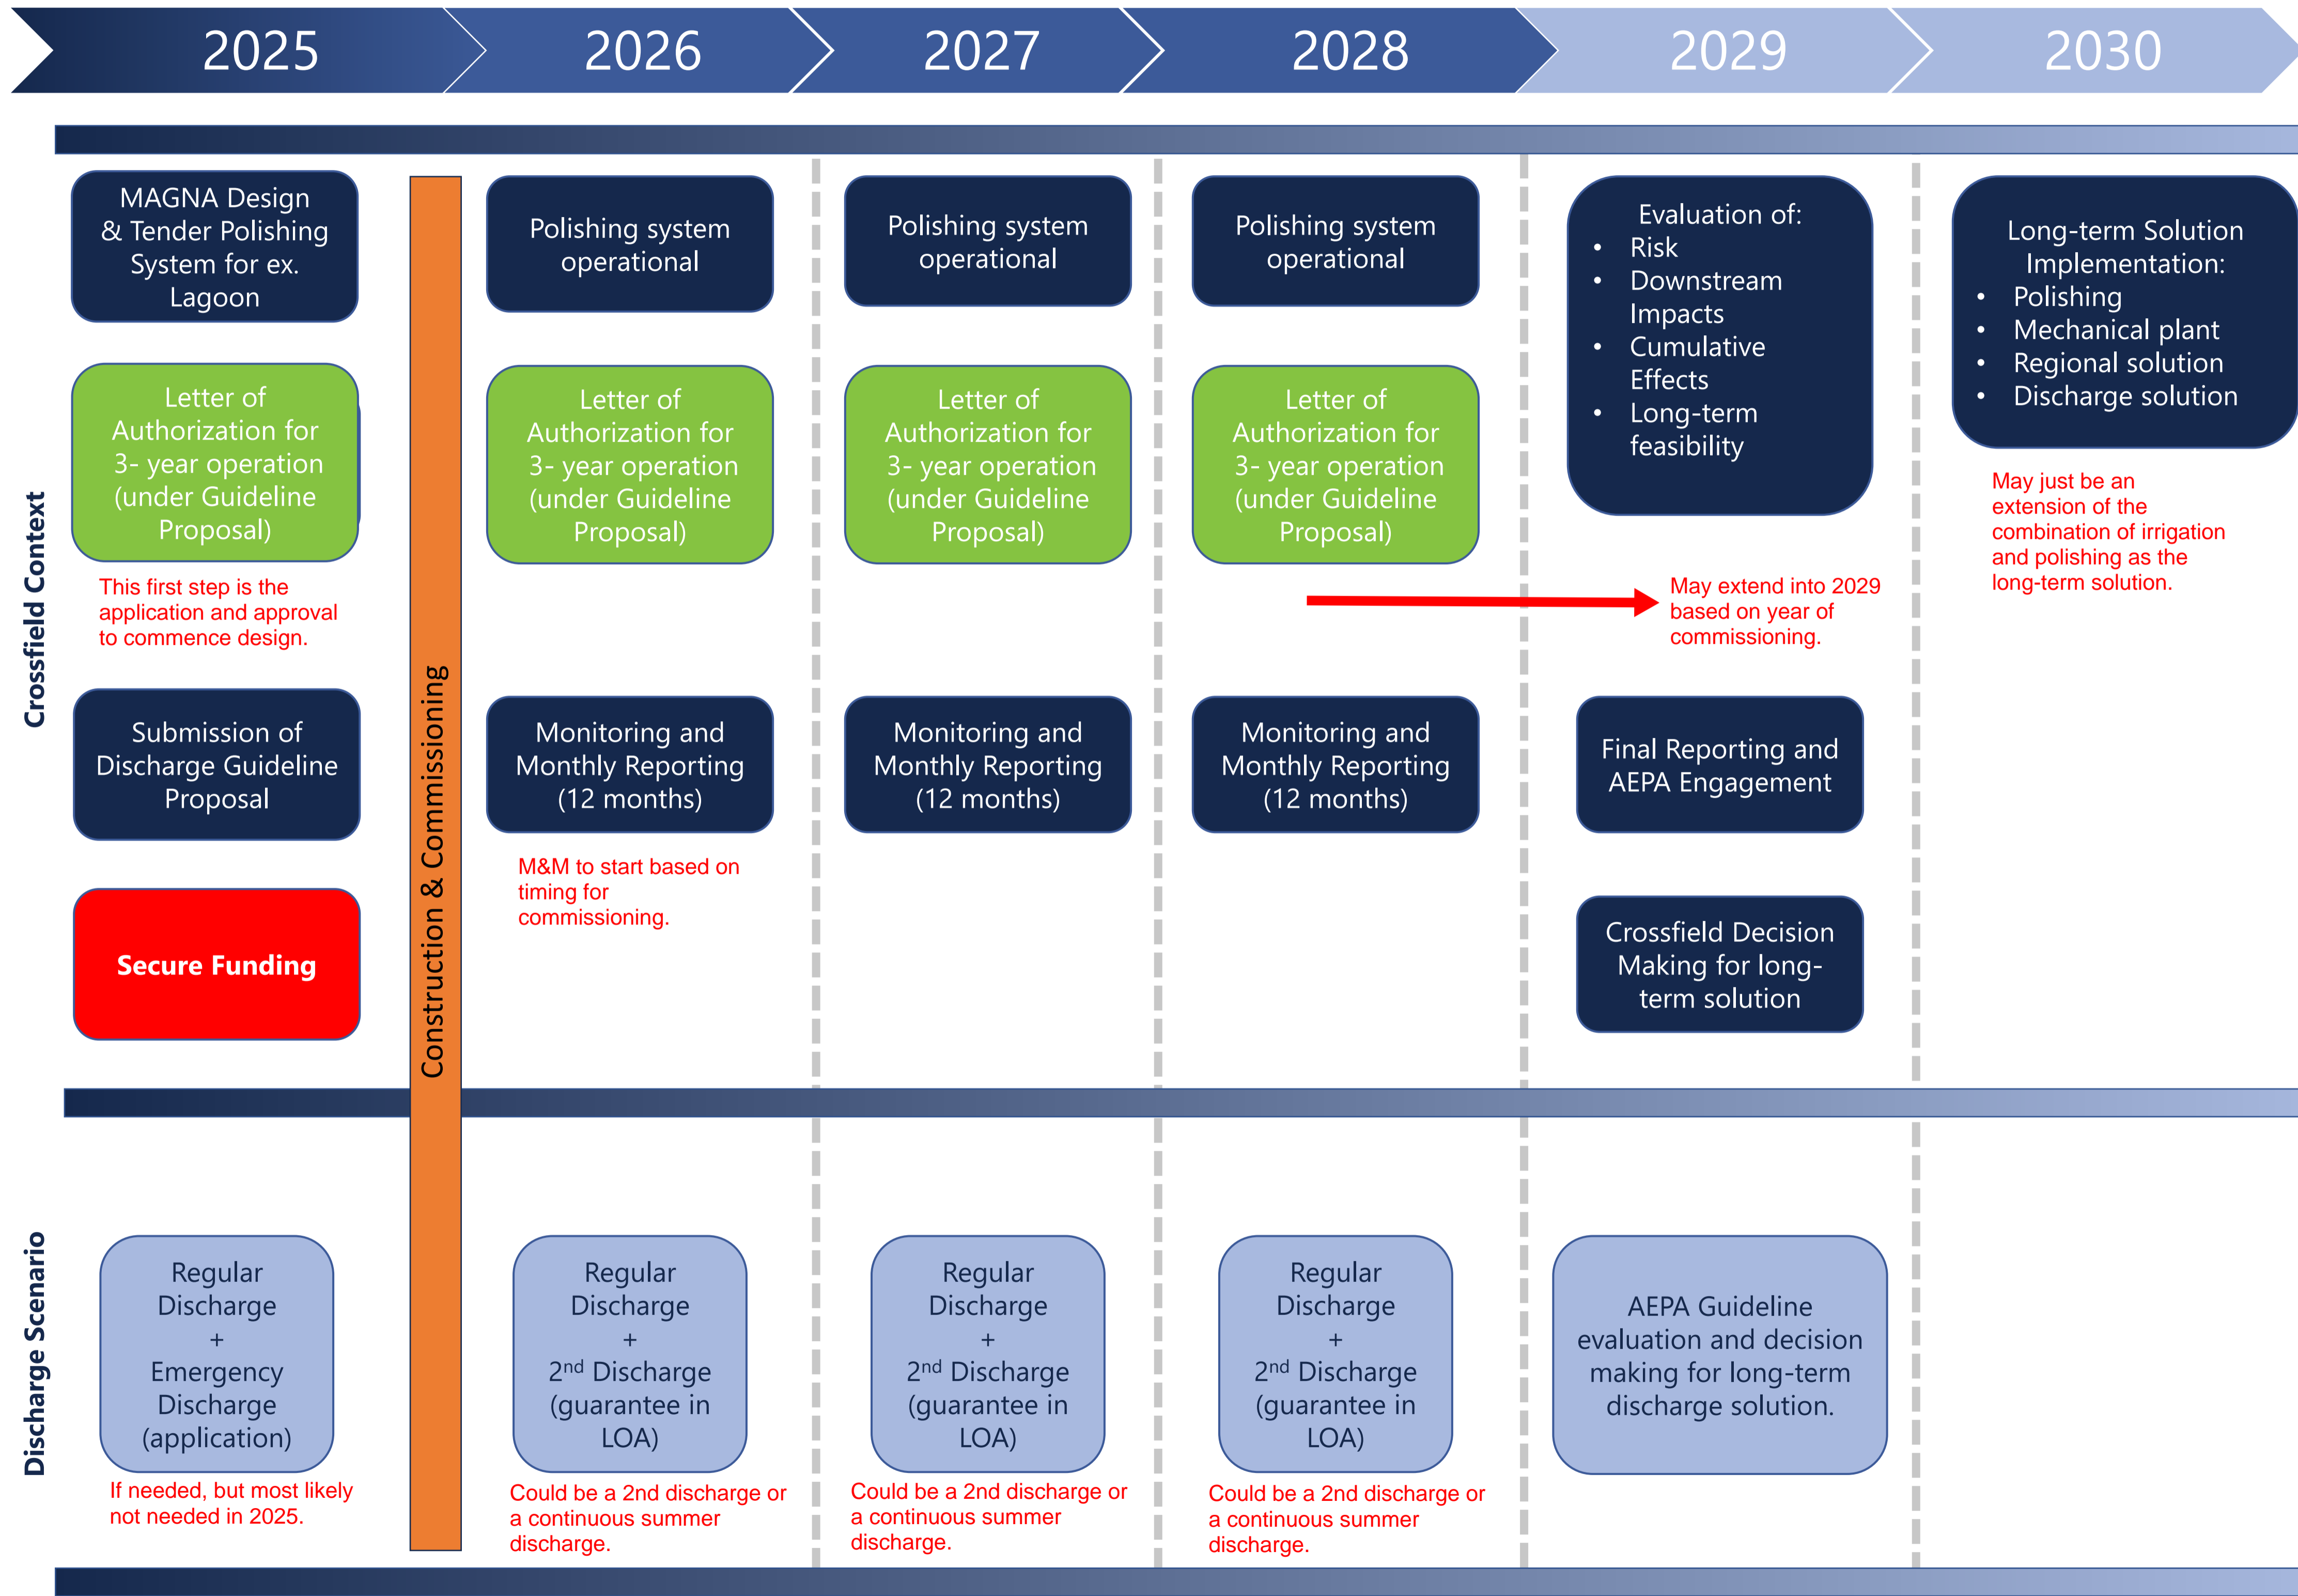 2025
2026
2027
2028
2029
2030
Crossfield Context
MAGNA Design
& Tender Polishing
System for ex.
Lagoon
Letter of
Authorization for
3- year operation
(under Guideline
Proposal)
This first step is the
application and approval
to commence design.
Submission of
Discharge Guideline
Proposal
Secure Funding
Construction & Commissioning
Polishing system
operational
Letter of
Authorization for
3- year operation
(under Guideline
Proposal)
Monitoring and
Monthly Reporting
(12 months)
M&M to start based on
timing for
commissioning.
Polishing system
operational
Letter of
Authorization for
3- year operation
(under Guideline
Proposal)
Monitoring and
Monthly Reporting
(12 months)
Polishing system
operational
Letter of
Authorization for
3- year operation
(under Guideline
Proposal)
Monitoring and
Monthly Reporting
(12 months)
Evaluation of:
• Risk
• Downstream
Impacts
• Cumulative
Effects
• Long-term
feasibility
May extend into 2029
based on year of
commissioning.
Final Reporting and
AEPA Engagement
Crossfield Decision
Making for long-
term solution
Long-term Solution
Implementation:
• Polishing
• Mechanical plant
• Regional solution
• Discharge solution
May just be an
extension of the
combination of irrigation
and polishing as the
long-term solution.
Discharge Scenario
Regular
Discharge
+
Emergency
Discharge
(application)
If needed, but most likely
not needed in 2025.
Regular
Discharge
+
2nd Discharge
(guarantee in
LOA)
Could be a 2nd discharge or
a continuous summer
discharge.
Regular
Discharge
+
2nd Discharge
(guarantee in
LOA)
Could be a 2nd discharge or
a continuous summer
discharge.
Regular
Discharge
+
2nd Discharge
(guarantee in
LOA)
Could be a 2nd discharge or
a continuous summer
discharge.
AEPA Guideline
evaluation and decision
making for long-term
discharge solution.